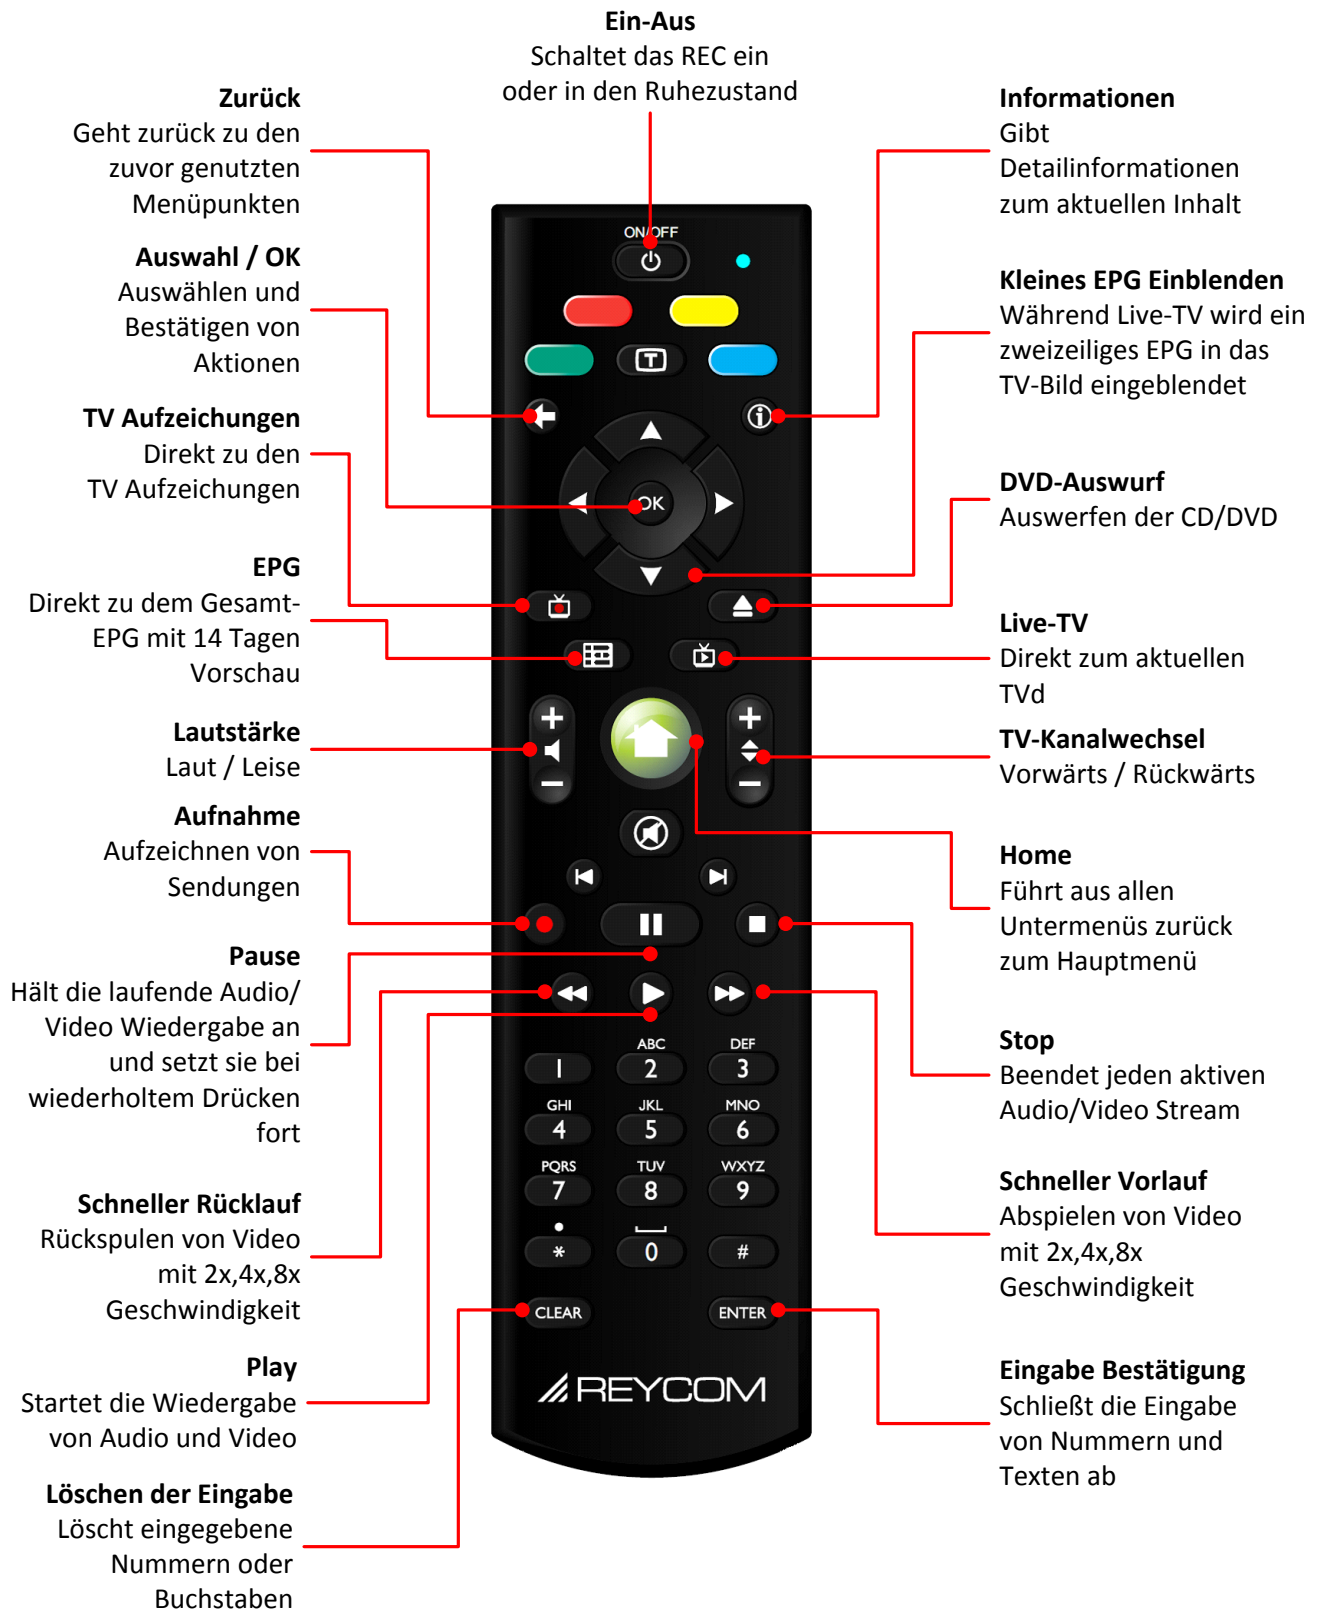 Ein-Aus
Schaltet das REC ein
oder in den Ruhezustand
Zurück
Geht zurück zu den
zuvor genutzten
Menüpunkten
Auswahl / OK
Auswählen und
Bestätigen von
Aktionen
TV Aufzeichungen
Direkt zu den
TV Aufzeichungen
EPG
Direkt zu dem Gesamt-
EPG mit 14 Tagen
Vorschau
Lautstärke
Laut / Leise
Aufnahme
Aufzeichnen von
Sendungen
Pause
Hält die laufende Audio/
Video Wiedergabe an
und setzt sie bei
wiederholtem Drücken
fort
Schneller Rücklauf
Rückspulen von Video
mit 2x,4x,8x
Geschwindigkeit
Play
Startet die Wiedergabe
von Audio und Video
Löschen der Eingabe
Löscht eingegebene
Nummern oder
Buchstaben
ON/OFF
T
i
OK
ABC DEF
1 2 3
GHI JKL MNO
4 5 6
PQRS TUV WXYZ
7 8 9
* 0 #
CLEAR ENTER
REYCOM
Informationen
Gibt
Detailinformationen
zum aktuellen Inhalt
Kleines EPG Einblenden
Während Live-TV wird ein
zweizeiliges EPG in das
TV-Bild eingeblendet
DVD-Auswurf
Auswerfen der CD/DVD
Live-TV
Direkt zum aktuellen
TVd
TV-Kanalwechsel
Vorwärts / Rückwärts
Home
Führt aus allen
Untermenüs zurück
zum Hauptmenü
Stop
Beendet jeden aktiven
Audio/Video Stream
Schneller Vorlauf
Abspielen von Video
mit 2x,4x,8x
Geschwindigkeit
Eingabe Bestätigung
Schließt die Eingabe
von Nummern und
Texten ab